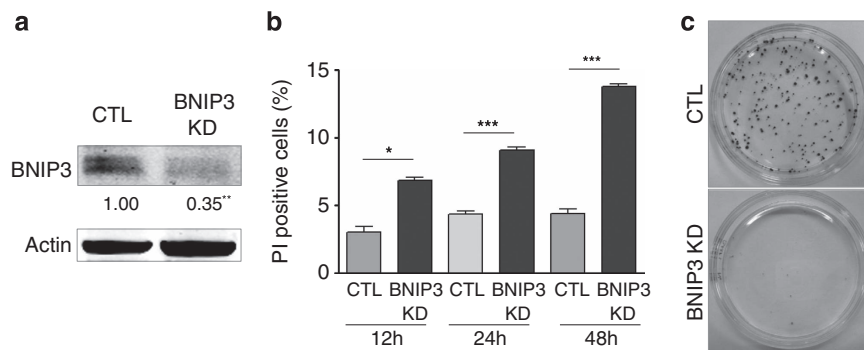 a
CTL
BNIP3
KD
BNIP3
1.00
0.35**
Actin
b
PI positive cells (%)
15
10
5
0
*
***
***
CTL
BNIP3
KD
CTL
BNIP3
KD
CTL
BNIP3
KD
12h
24h
48h
c
CTL
BNIP3 KD